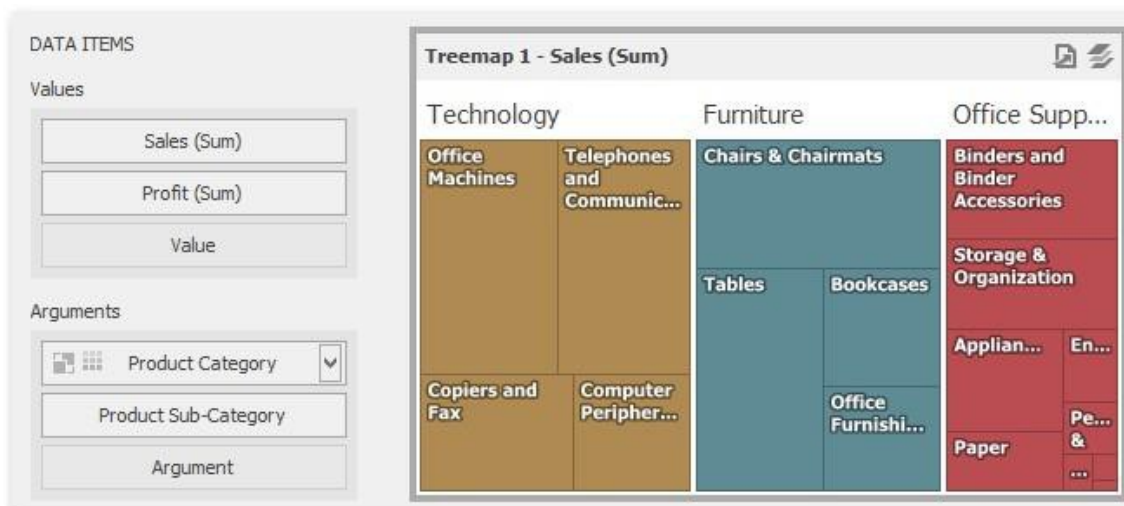 DATA ITEMS
Values
Sales (Sum)
Profit (Sum)
Value
Arguments
Product Category
Product Sub-Category
Argument
Treemap 1 - Sales (Sum)
Technology
Furniture
Office Supp...
Office
Machines
Telephones
and
Communic...
Copiers and
Fax
Computer
Peripher...
Chairs & Chairmats
Tables
Bookcases
Office
Furnishi...
Binders and
Binder
Accessories
Storage &
Organization
Applian...
En...
Paper
Pe...
&
...